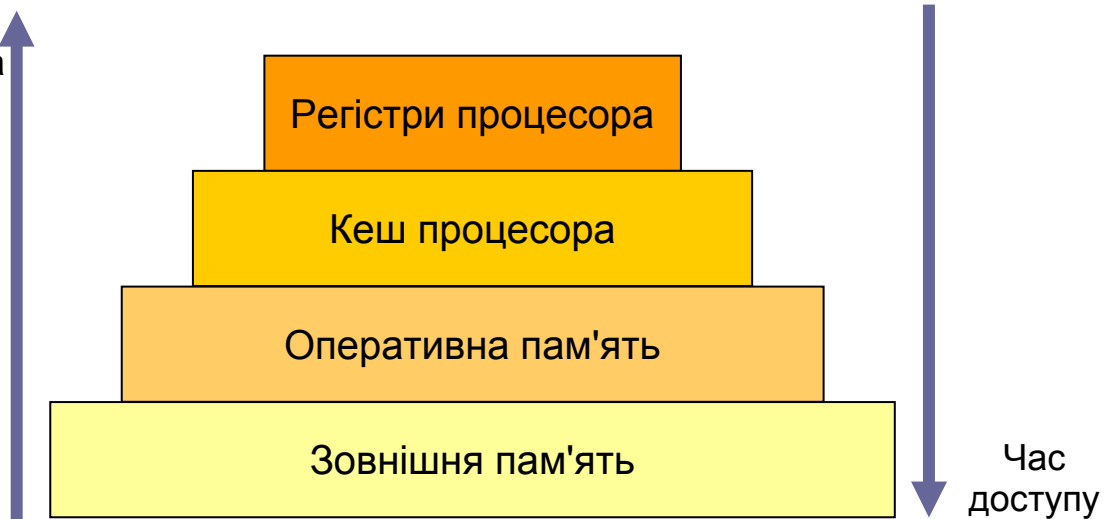 Регістри процесора
Кеш процесора
Оперативна пам'ять
Зовнішня пам'ять
Час
доступу